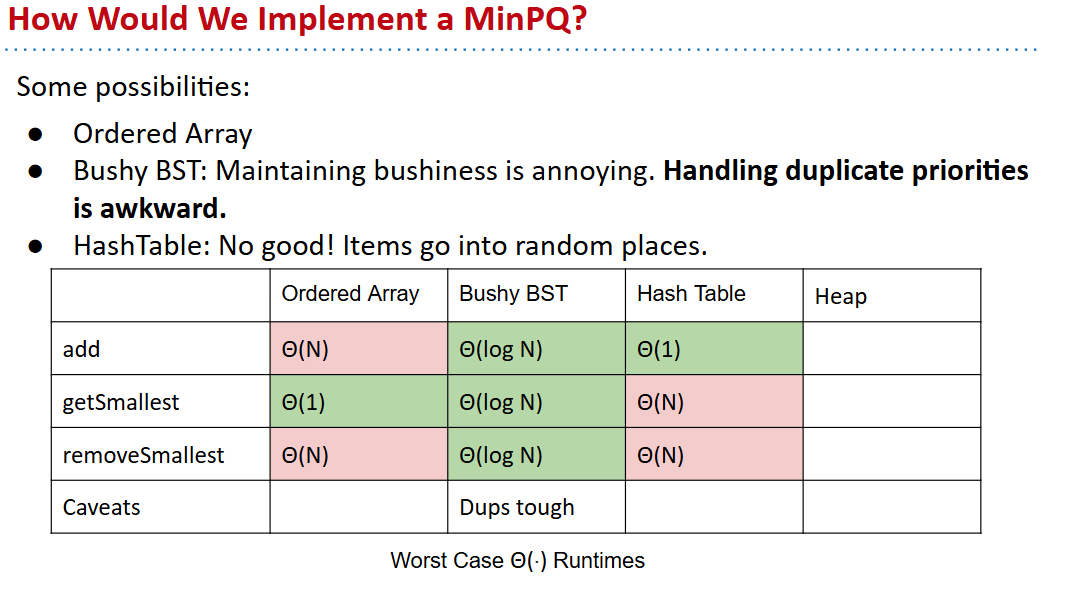 How Would We Implement a MinPQ?
Some possibilities:
● Ordered Array
● Bushy BST: Maintaining bushiness is annoying. Handling duplicate priorities
is awkward.
● HashTable: No good! Items go into random places.
Ordered Array Bushy BST Hash Table Heap
add Θ(N) Θ(log N) Θ(1)
getSmallest Θ(1) Θ(log N) Θ(N)
removeSmallest Θ(N) Θ(log N) Θ(N)
Caveats Dups tough
Worst Case Θ(·) Runtimes